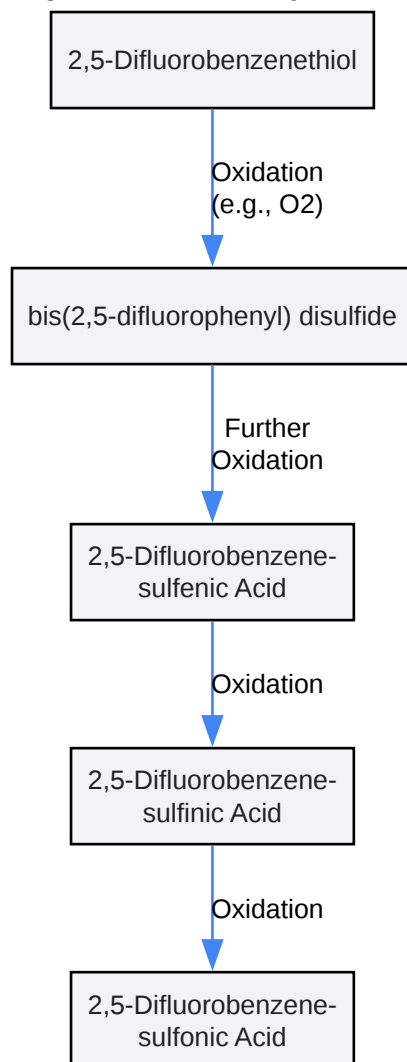 2,5-Difluorobenzenethiol
Oxidation
(e.g., O2)
bis(2,5-difluorophenyl) disulfide
Further
Oxidation
2,5-Difluorobenzene-
sulfenic Acid
Oxidation
2,5-Difluorobenzene-
sulfinic Acid
Oxidation
2,5-Difluorobenzene-
sulfonic Acid